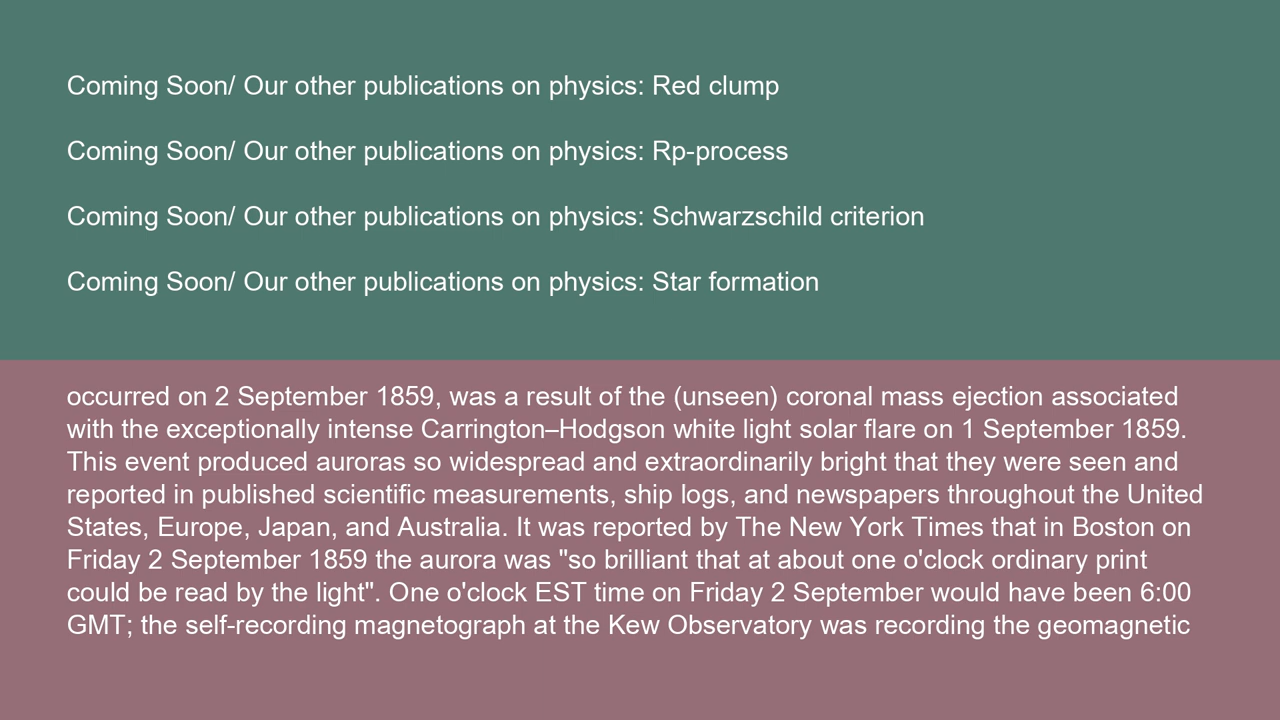 Coming Soon/ Our other publications on physics: Red clump
Coming Soon/ Our other publications on physics: Rp-process
Coming Soon/ Our other publications on physics: Schwarzschild criterion
Coming Soon/ Our other publications on physics: Star formation
occurred on 2 September 1859, was a result of the (unseen) coronal mass ejection associated
with the exceptionally intense Carrington–Hodgson white light solar flare on 1 September 1859.
This event produced auroras so widespread and extraordinarily bright that they were seen and
reported in published scientific measurements, ship logs, and newspapers throughout the United
States, Europe, Japan, and Australia. It was reported by The New York Times that in Boston on
Friday 2 September 1859 the aurora was "so brilliant that at about one o'clock ordinary print
could be read by the light". One o'clock EST time on Friday 2 September would have been 6:00
GMT; the self-recording magnetograph at the Kew Observatory was recording the geomagnetic